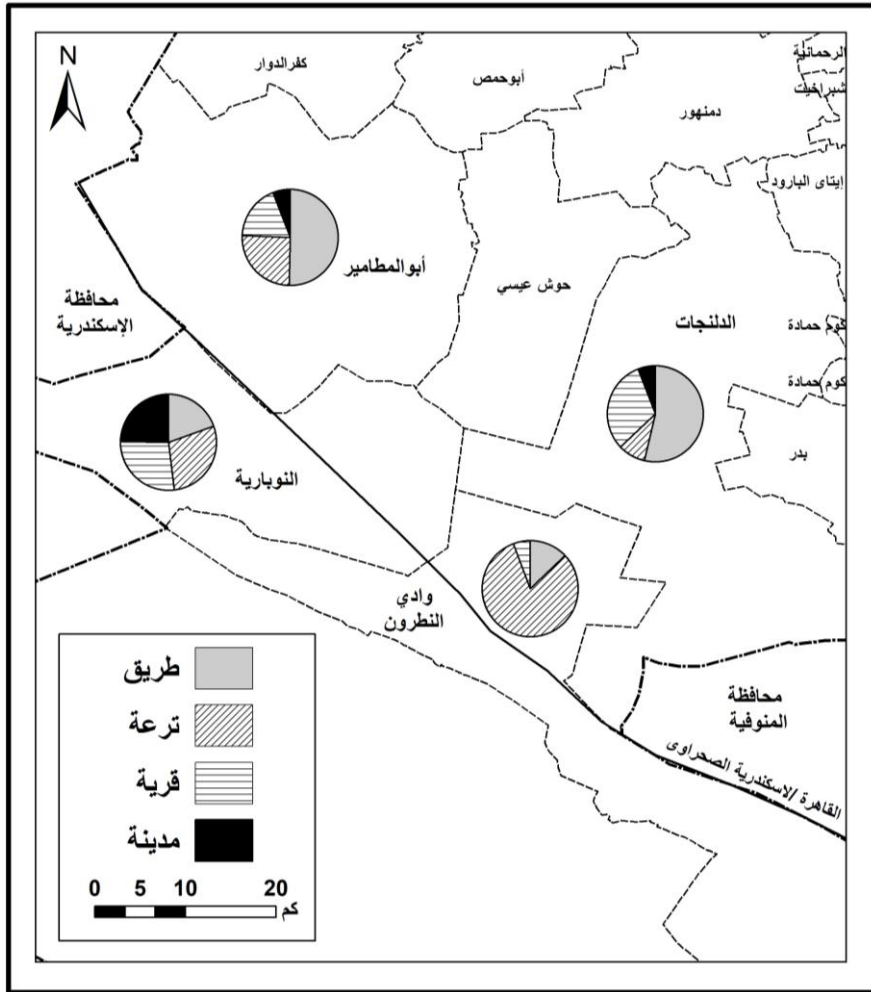 N
كفرالدوار
أبوحمص
الرحمانية
شبراخيت
دمنهور
إيتاى البارود
أبوالمطامير
حوش عيسي
الدلنجات
محافظة
الإسكندرية
كوم حمادة
كوم حمادة
بدر
النوبارية
وادي
النطرون
محافظة
المنوفية
القاهرة /الاسكندرية الصحراوى
طريق
ترعة
قرية
مدينة
0 5 10 20
كم